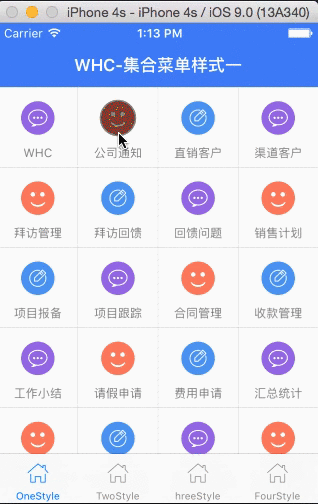 iPhone 4s - iPhone 4s / iOS 9.0 (13A340)
Carrier 1:13 PM
WHC-集合菜单样式一
WHC 公司通知 直销客户 渠道客户
拜访管理 拜访回馈 回馈问题 销售计划
项目报备 项目跟踪 合同管理 收款管理
工作小结 请假申请 费用申请 汇总统计
OneStyle TwoStyle hreeStyle FourStyle